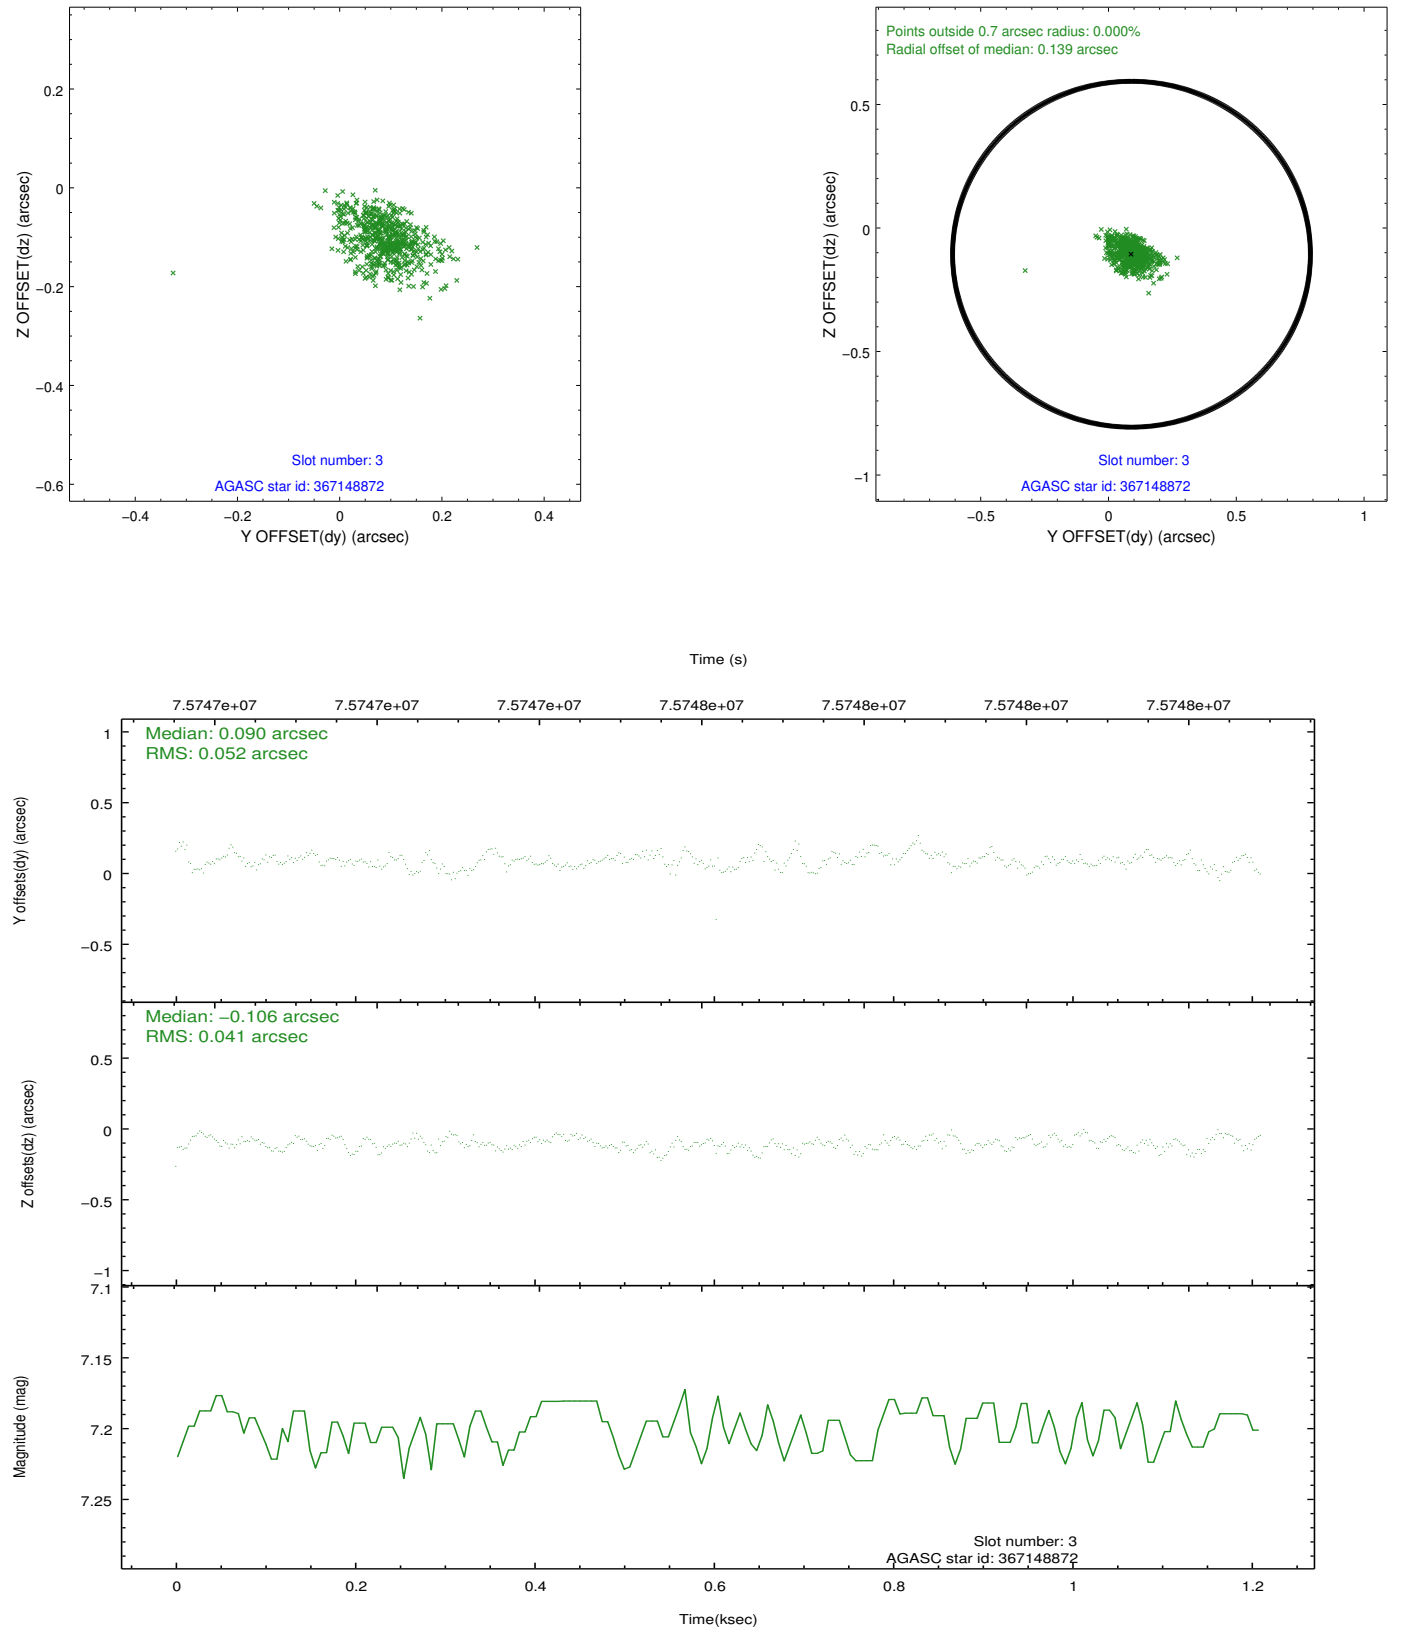 0.2
0
−0.2
−0.4
−0.6
Z OFFSET(dz) (arcsec)
Slot number: 3
AGASC star id: 367148872
−0.4 −0.2 0 0.2 0.4
Y OFFSET(dy) (arcsec)
Points outside 0.7 arcsec radius: 0.000%
Radial offset of median: 0.139 arcsec
0.5
0
−0.5
−1
Z OFFSET(dz) (arcsec)
Slot number: 3
AGASC star id: 367148872
−0.5 0 0.5 1
Y OFFSET(dy) (arcsec)
Time (s)
7.5747e+07 7.5747e+07 7.5747e+07 7.5748e+07 7.5748e+07 7.5748e+07 7.5748e+07
Median: 0.090 arcsec
RMS: 0.052 arcsec
1
0.5
0
−0.5
Y offsets(dy) (arcsec)
Median: −0.106 arcsec
RMS: 0.041 arcsec
0.5
0
−0.5
−1
Z offsets(dz) (arcsec)
7.1
7.15
7.2
7.25
Magnitude (mag)
Slot number: 3
AGASC star id: 367148872
0 0.2 0.4 0.6 0.8 1 1.2
Time(ksec)